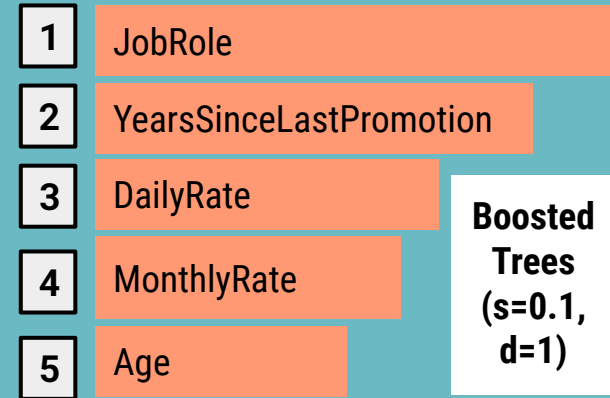 1 JobRole
2 YearsSinceLastPromotion
3 DailyRate
4 MonthlyRate
5 Age
Boosted
Trees
(s=0.1,
d=1)